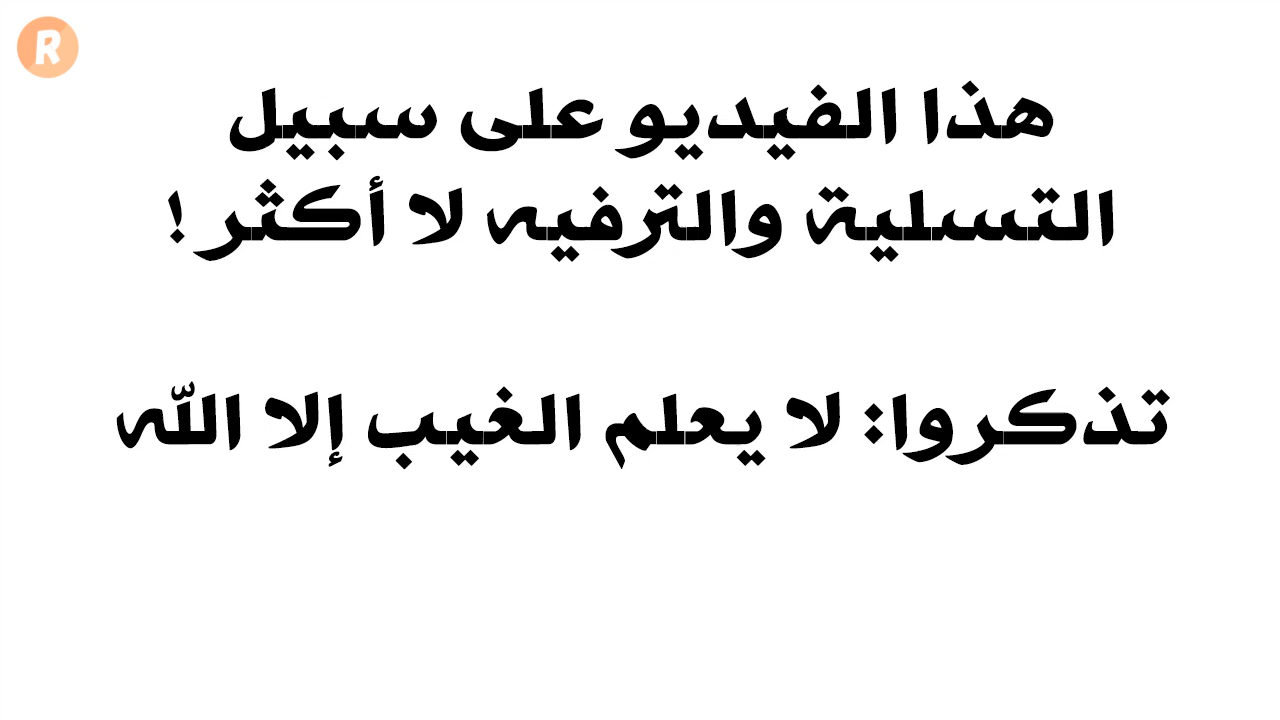 R
هذا الفيديو على سبيل
التسلية والترفيه لا أكثر !
تذكروا: لا يعلم الغيب إلا الله